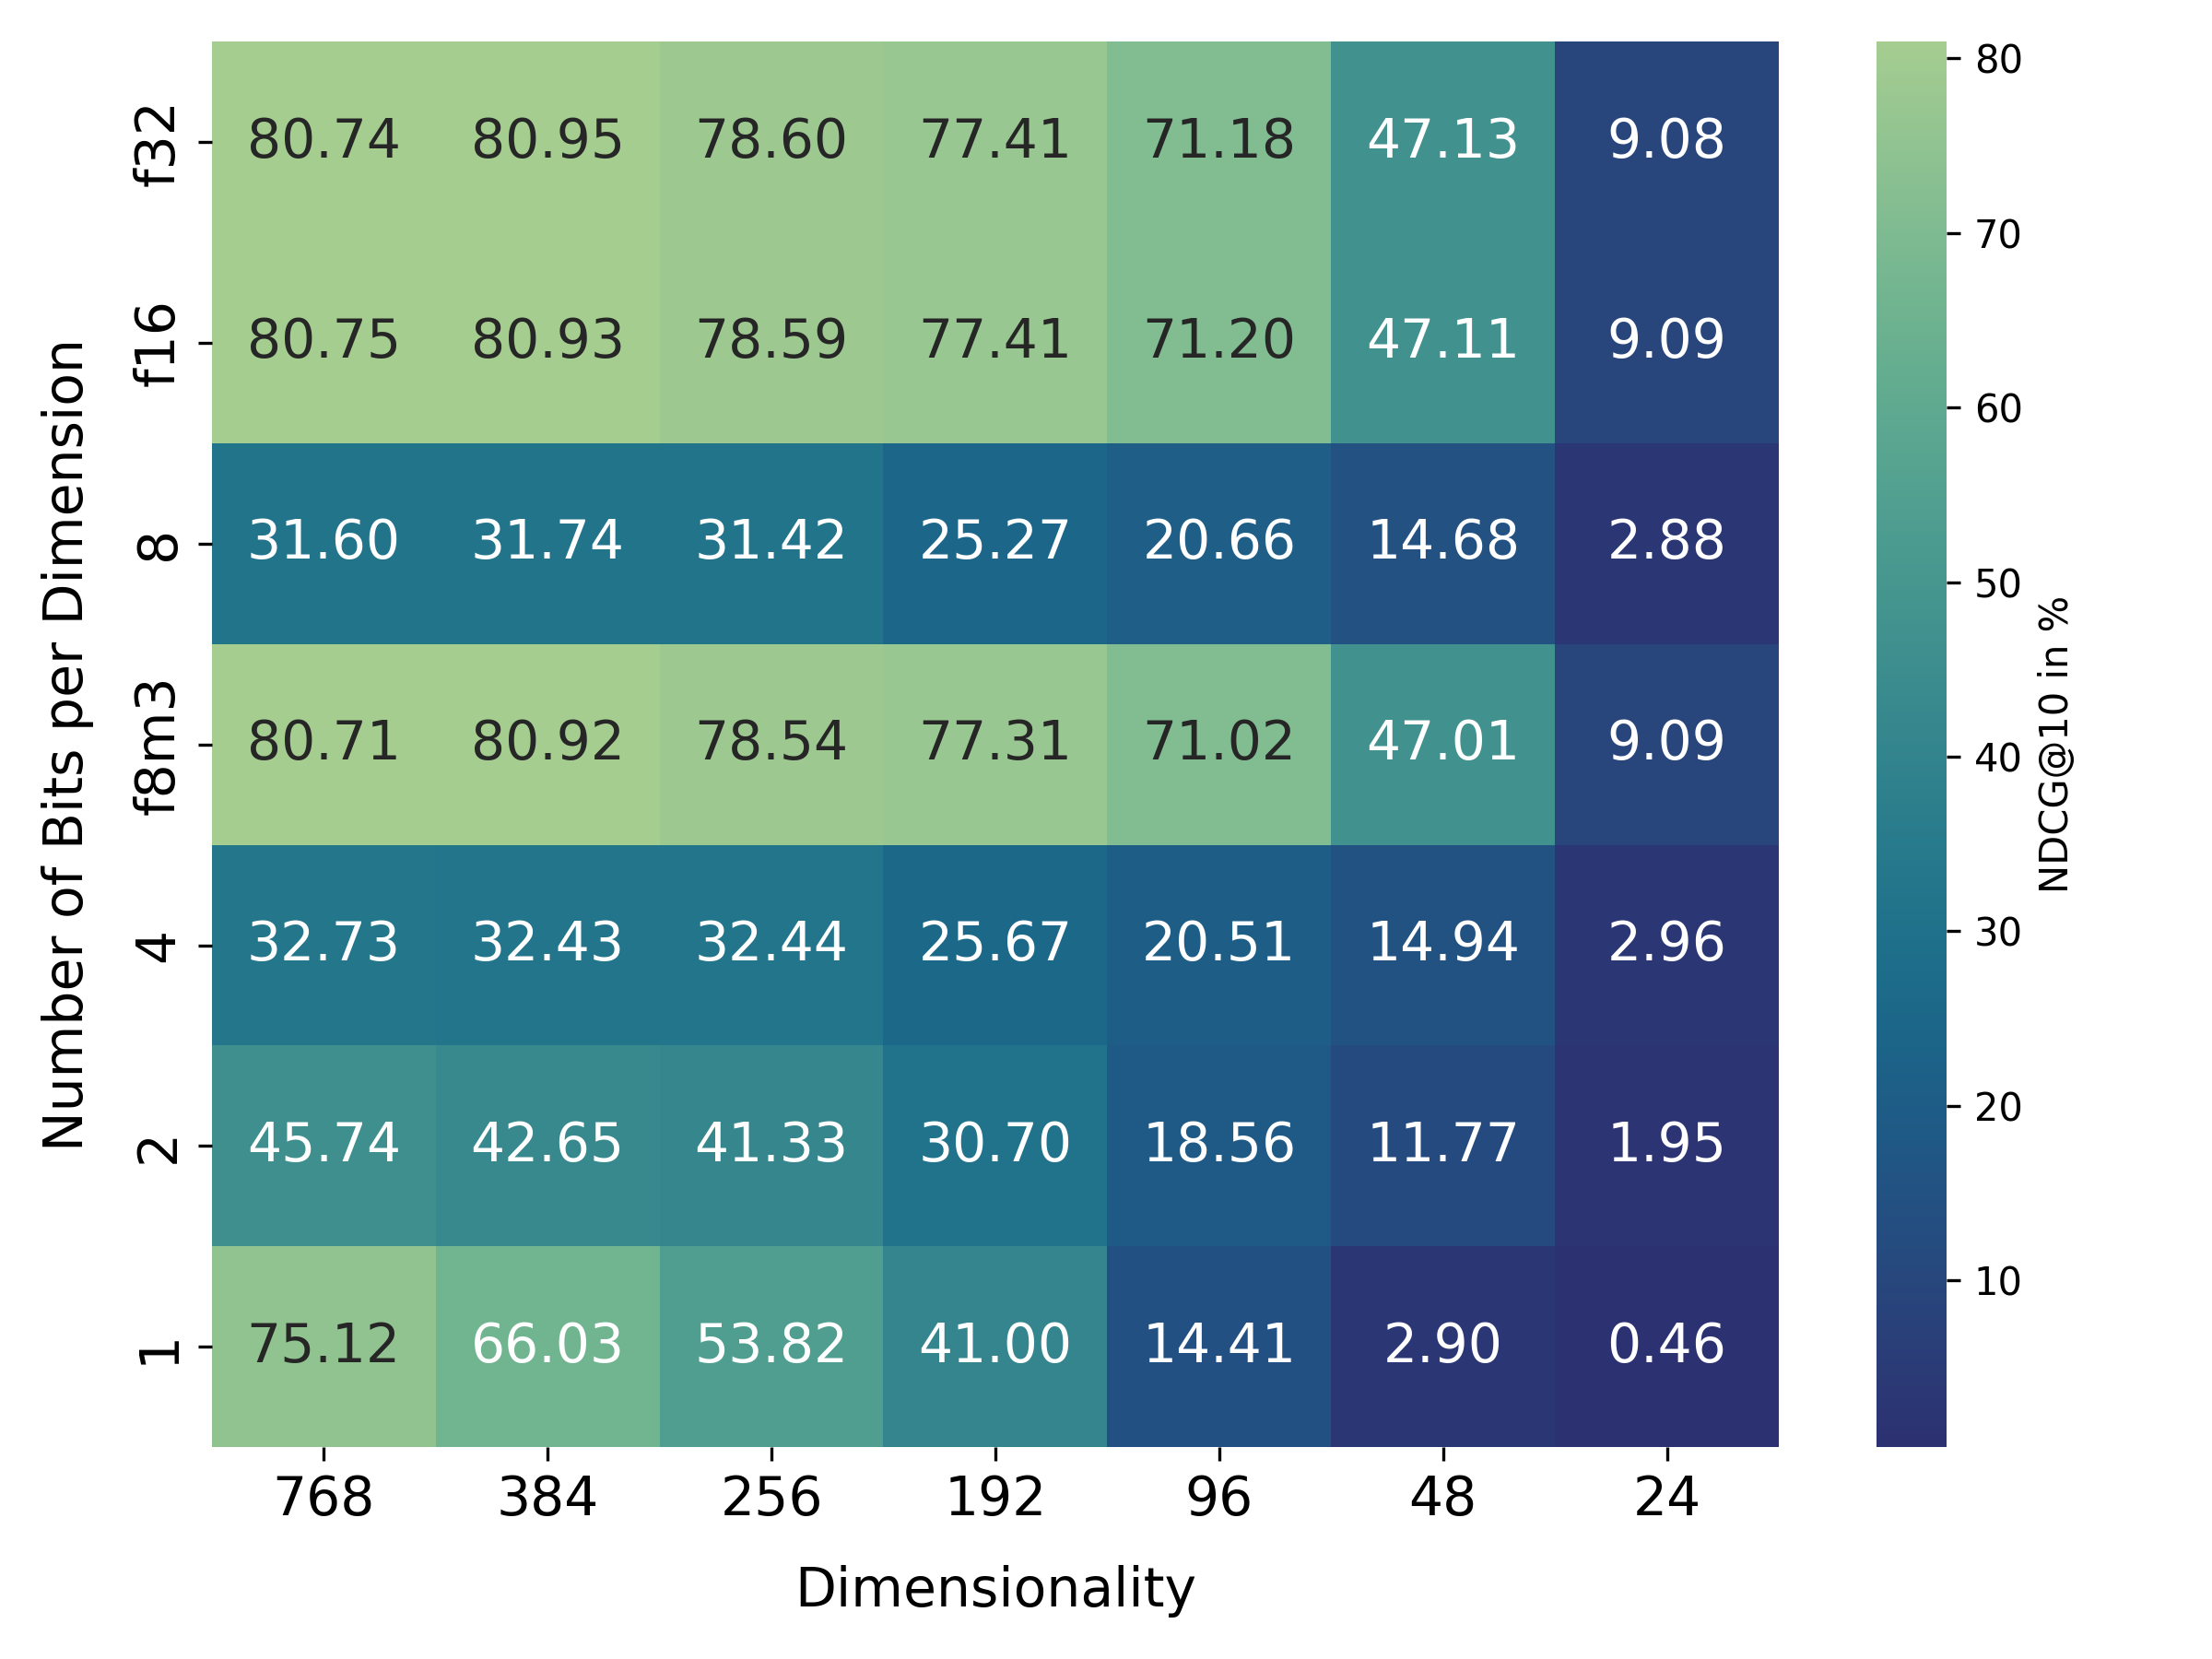 Number of Bits per Dimension
f32 80.74 80.95 78.60 77.41 71.18 47.13 9.08
f16 80.75 80.93 78.59 77.41 71.20 47.11 9.09
8 31.60 31.74 31.42 25.27 20.66 14.68 2.88
f8m3 80.71 80.92 78.54 77.31 71.02 47.01 9.09
4 32.73 32.43 32.44 25.67 20.51 14.94 2.96
2 45.74 42.65 41.33 30.70 18.56 11.77 1.95
1 75.12 66.03 53.82 41.00 14.41 2.90 0.46
768 384 256 192 96 48 24
Dimensionality
80
70
60
50
40
30
20
10
NDCG@10 in %